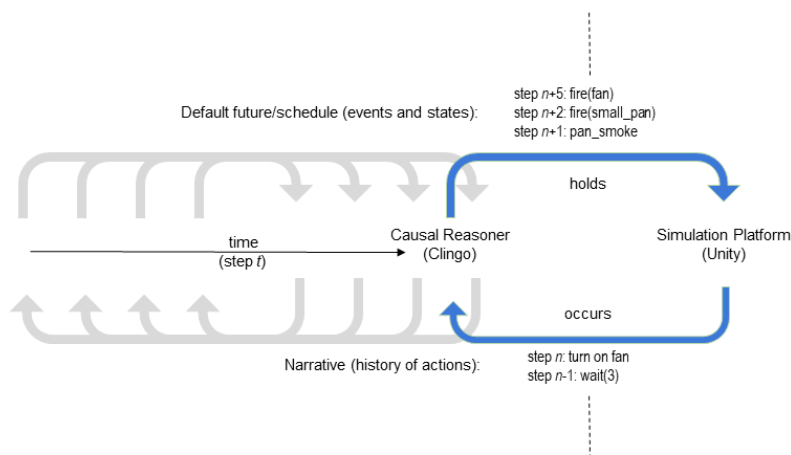 step n+5: fire(fan)
Default future/schedule (events and states): step n+2: fire(small_pan)
step n+1: pan_smoke
holds
time
(step t)
Causal Reasoner
(Clingo)
Simulation Platform
(Unity)
occurs
Narrative (history of actions):
step n: turn on fan
step n-1: wait(3)